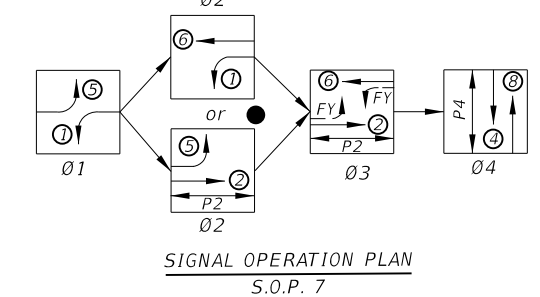 Ø2
6
1
5
1
Ø1
or
5
2
P2
Ø2
6
FY
FY
2
P2
Ø3
P4
8
4
Ø4
SIGNAL OPERATION PLAN
S.O.P. 7